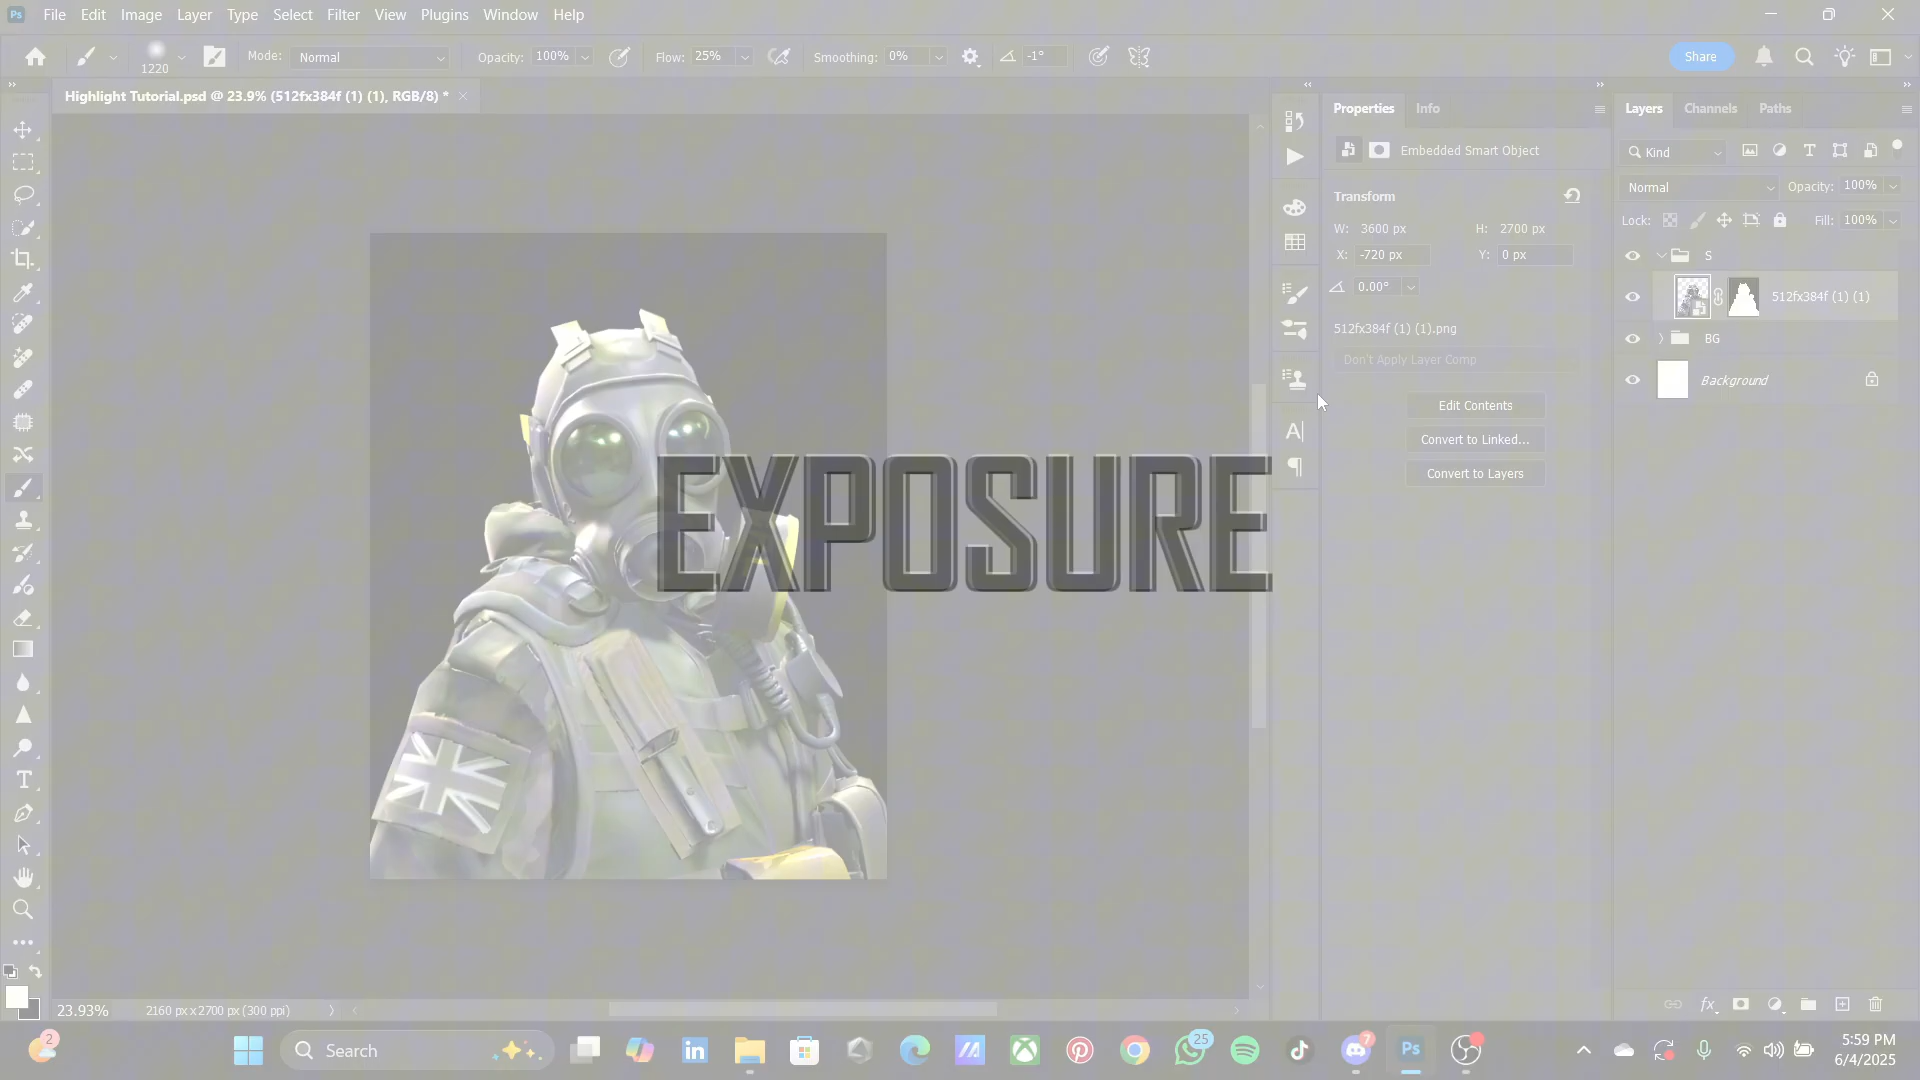 Ps File Edit Image Layer Type Select Filter View Plugins Window Help
1220 Mode: Normal Opacity: 100% Flow: 25% Smoothing: 0% -1° Share
Highlight Tutorial.psd @ 23.9% (512fx384f (1) (1), RGB/8) *
Properties Info
Embedded Smart Object
Transform
W: 3600 px H: 2700 px
X: -720 px Y: 0 px
0.00°
512fx384f (1) (1).png
Don't Apply Layer Comp
Edit Contents
Convert to Linked...
Convert to Layers
Layers Channels Paths
Kind
Normal Opacity: 100%
Lock: Fill: 100%
S
512fx384f (1) (1)
BG
Background
EXPOSURE
23.93% 2160 px x 2700 px (300 ppi)
2 Search 25 7 Ps 5:59 PM
6/4/2025